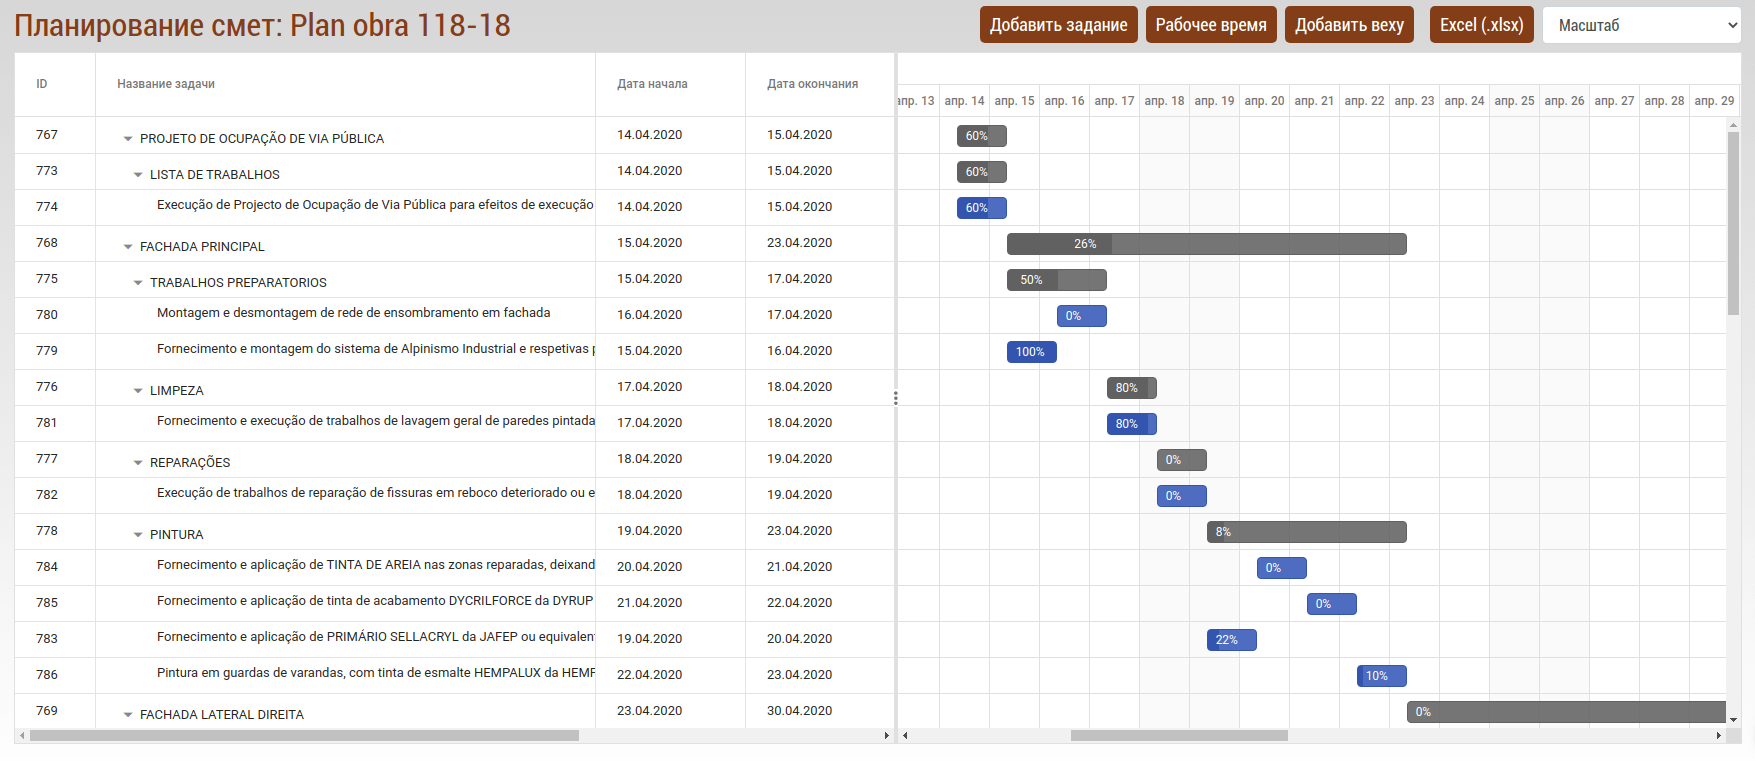 Планирование смет: Plan obra 118-18
Добавить задание
Рабочее время
Добавить веху
Excel (.xlsx)
Масштаб
ID Название задачи Дата начала Дата окончания
апр. 13 апр. 14 апр. 15 апр. 16 апр. 17 апр. 18 апр. 19 апр. 20 апр. 21 апр. 22 апр. 23 апр. 24 апр. 25 апр. 26 апр. 27 апр. 28 апр. 29
767 PROJETO DE OCUPAÇÃO DE VIA PÚBLICA 14.04.2020 15.04.2020 60%
773 LISTA DE TRABALHOS 14.04.2020 15.04.2020 60%
774 Execução de Projecto de Ocupação de Via Pública para efeitos de execução 14.04.2020 15.04.2020 60%
768 FACHADA PRINCIPAL 15.04.2020 23.04.2020 26%
775 TRABALHOS PREPARATORIOS 15.04.2020 17.04.2020 50%
780 Montagem e desmontagem de rede de ensombramento em fachada 16.04.2020 17.04.2020 0%
779 Fornecimento e montagem do sistema de Alpinismo Industrial e respetivas 15.04.2020 16.04.2020 100%
776 LIMPEZA 17.04.2020 18.04.2020 80%
781 Fornecimento e execução de trabalhos de lavagem geral de paredes pintada 17.04.2020 18.04.2020 80%
777 REPARAÇÕES 18.04.2020 19.04.2020 0%
782 Execução de trabalhos de reparação de fissuras em reboco deteriorado ou e 18.04.2020 19.04.2020 0%
778 PINTURA 19.04.2020 23.04.2020 8%
784 Fornecimento e aplicação de TINTA DE AREIA nas zonas reparadas, deixand 20.04.2020 21.04.2020 0%
785 Fornecimento e aplicação de tinta de acabamento DYCRILFORCE da DYRUP 21.04.2020 22.04.2020 0%
783 Fornecimento e aplicação de PRIMÁRIO SELLACRYL da JAFEP ou equivalen 19.04.2020 20.04.2020 22%
786 Pintura em guardas de varandas, com tinta de esmalte HEMPALUX da HEMP 22.04.2020 23.04.2020 10%
769 FACHADA LATERAL DIREITA 23.04.2020 30.04.2020 0%